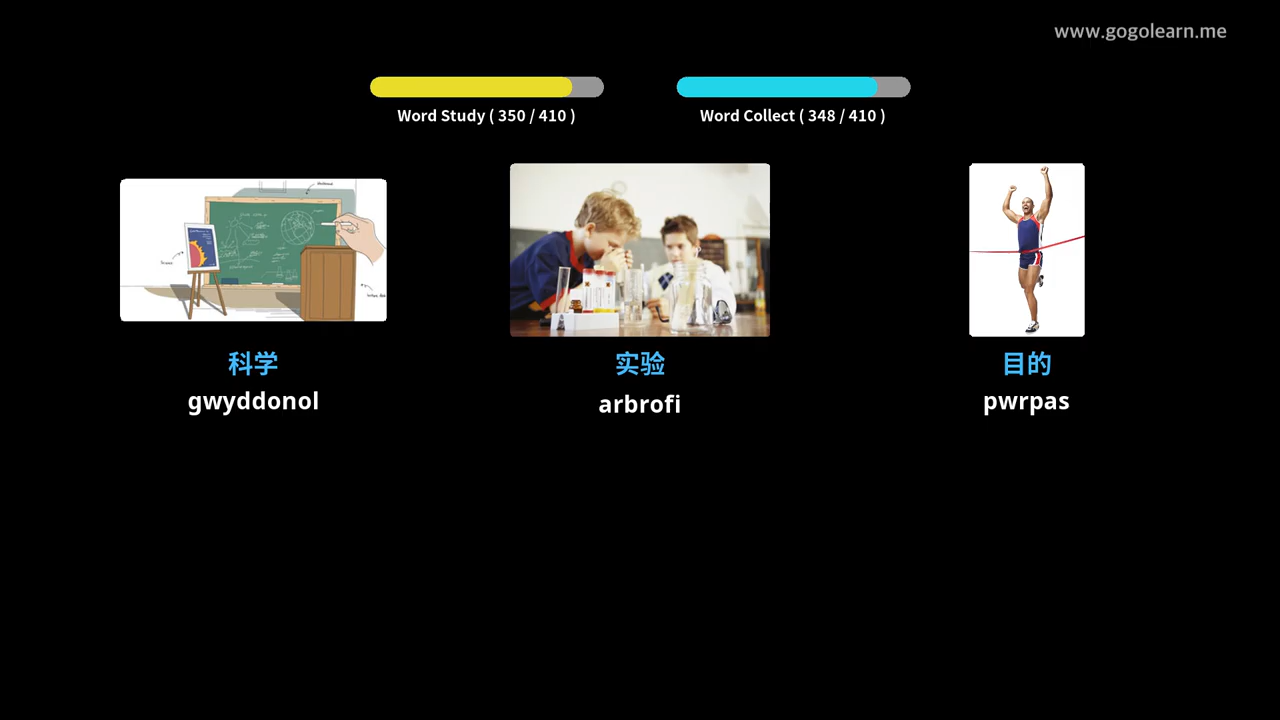 www.gogolearn.me
Word Study ( 350 / 410 )
Word Collect ( 348 / 410 )
科学
实验
目的
gwyddonol
arbrofi
pwrpas